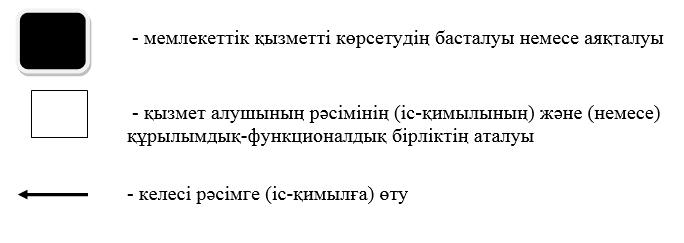 - мемлекеттік қызметті көрсетудің басталуы немесе аяқталуы
- қызмет алушының рәсімінің (іс-қимылының) және (немесе)
құрылымдық-функционалдық бірліктің аталуы
- келесі рәсімге (іс-қимылға) өту